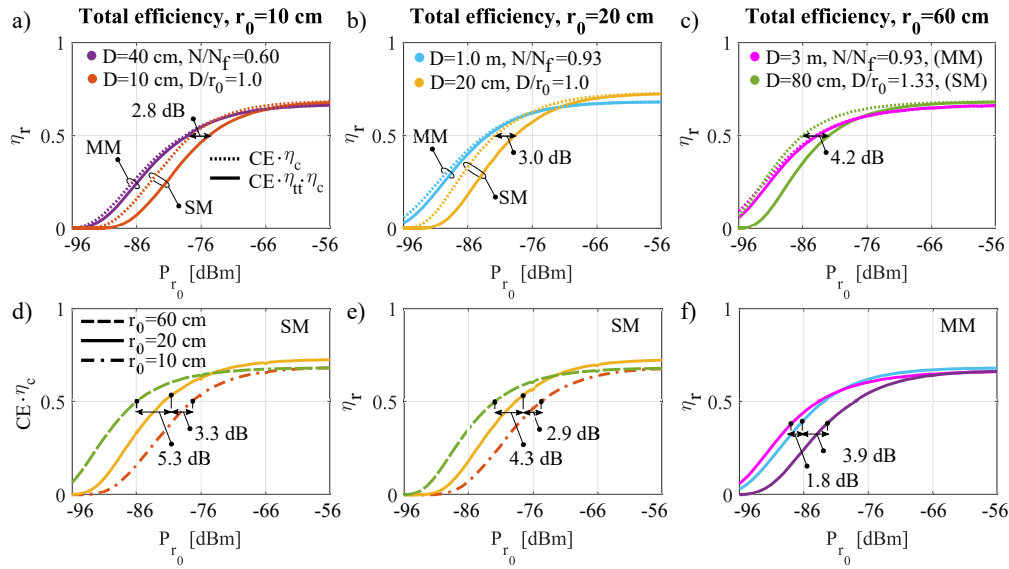 a) Total efficiency, r0=10 cm
D=40 cm, N/Nf=0.60
D=10 cm, D/r0=1.0
2.8 dB
MM
CE·ηc
CE·ηtt·ηc
SM
ηr
1
0.5
0
-96 -86 -76 -66 -56
Pr0 [dBm]
b) Total efficiency, r0=20 cm
D=1.0 m, N/Nf=0.93
D=20 cm, D/r0=1.0
MM
3.0 dB
SM
ηr
1
0.5
0
-96 -86 -76 -66 -56
Pr0 [dBm]
c) Total efficiency, r0=60 cm
D=3 m, N/Nf=0.93, (MM)
D=80 cm, D/r0=1.33, (SM)
4.2 dB
ηr
1
0.5
0
-96 -86 -76 -66 -56
Pr0 [dBm]
d)
r0=60 cm
r0=20 cm
r0=10 cm
SM
3.3 dB
5.3 dB
CE·ηc
1
0.5
0
-96 -86 -76 -66 -56
Pr0 [dBm]
e)
SM
2.9 dB
4.3 dB
ηr
1
0.5
0
-96 -86 -76 -66 -56
Pr0 [dBm]
f)
MM
3.9 dB
1.8 dB
ηr
1
0.5
0
-96 -86 -76 -66 -56
Pr0 [dBm]